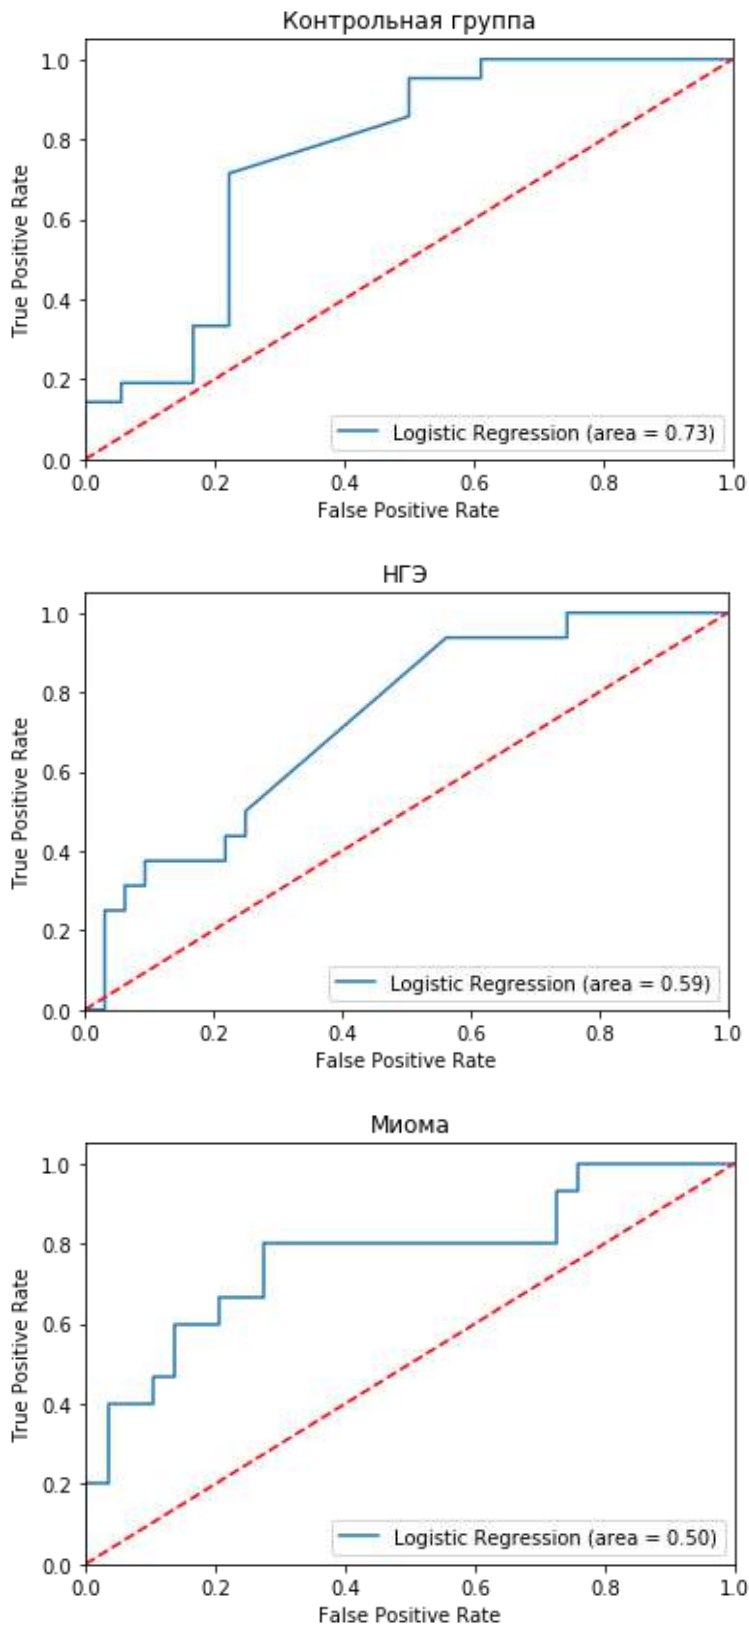 Контрольная группа
1.0
0.8
0.6
0.4
0.2
0.0
True Positive Rate
Logistic Regression (area = 0.73)
0.0 0.2 0.4 0.6 0.8 1.0
False Positive Rate
НГЭ
1.0
0.8
0.6
0.4
0.2
0.0
True Positive Rate
Logistic Regression (area = 0.59)
0.0 0.2 0.4 0.6 0.8 1.0
False Positive Rate
Миома
1.0
0.8
0.6
0.4
0.2
0.0
True Positive Rate
Logistic Regression (area = 0.50)
0.0 0.2 0.4 0.6 0.8 1.0
False Positive Rate